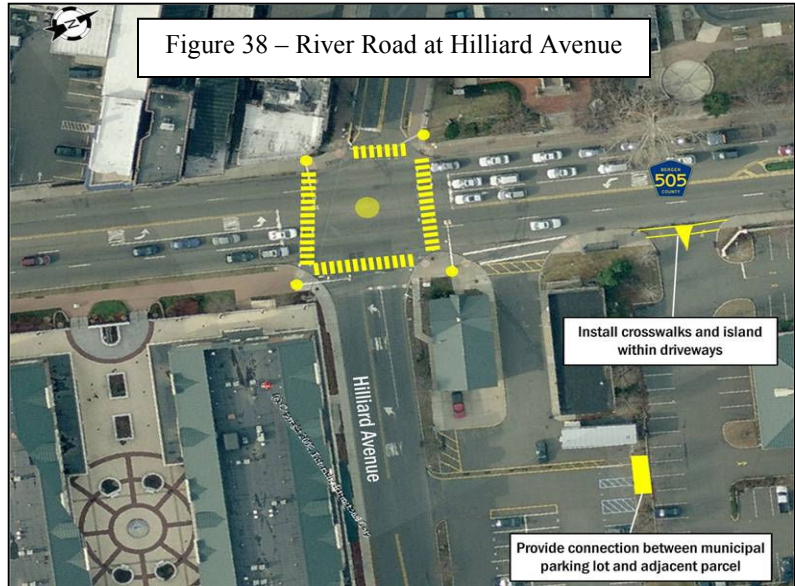 Figure 38 – River Road at Hilliard Avenue
N
BERGEN
505
COUNTY
Install crosswalks and island
within driveways
Hilliard Avenue
Provide connection between municipal
parking lot and adjacent parcel